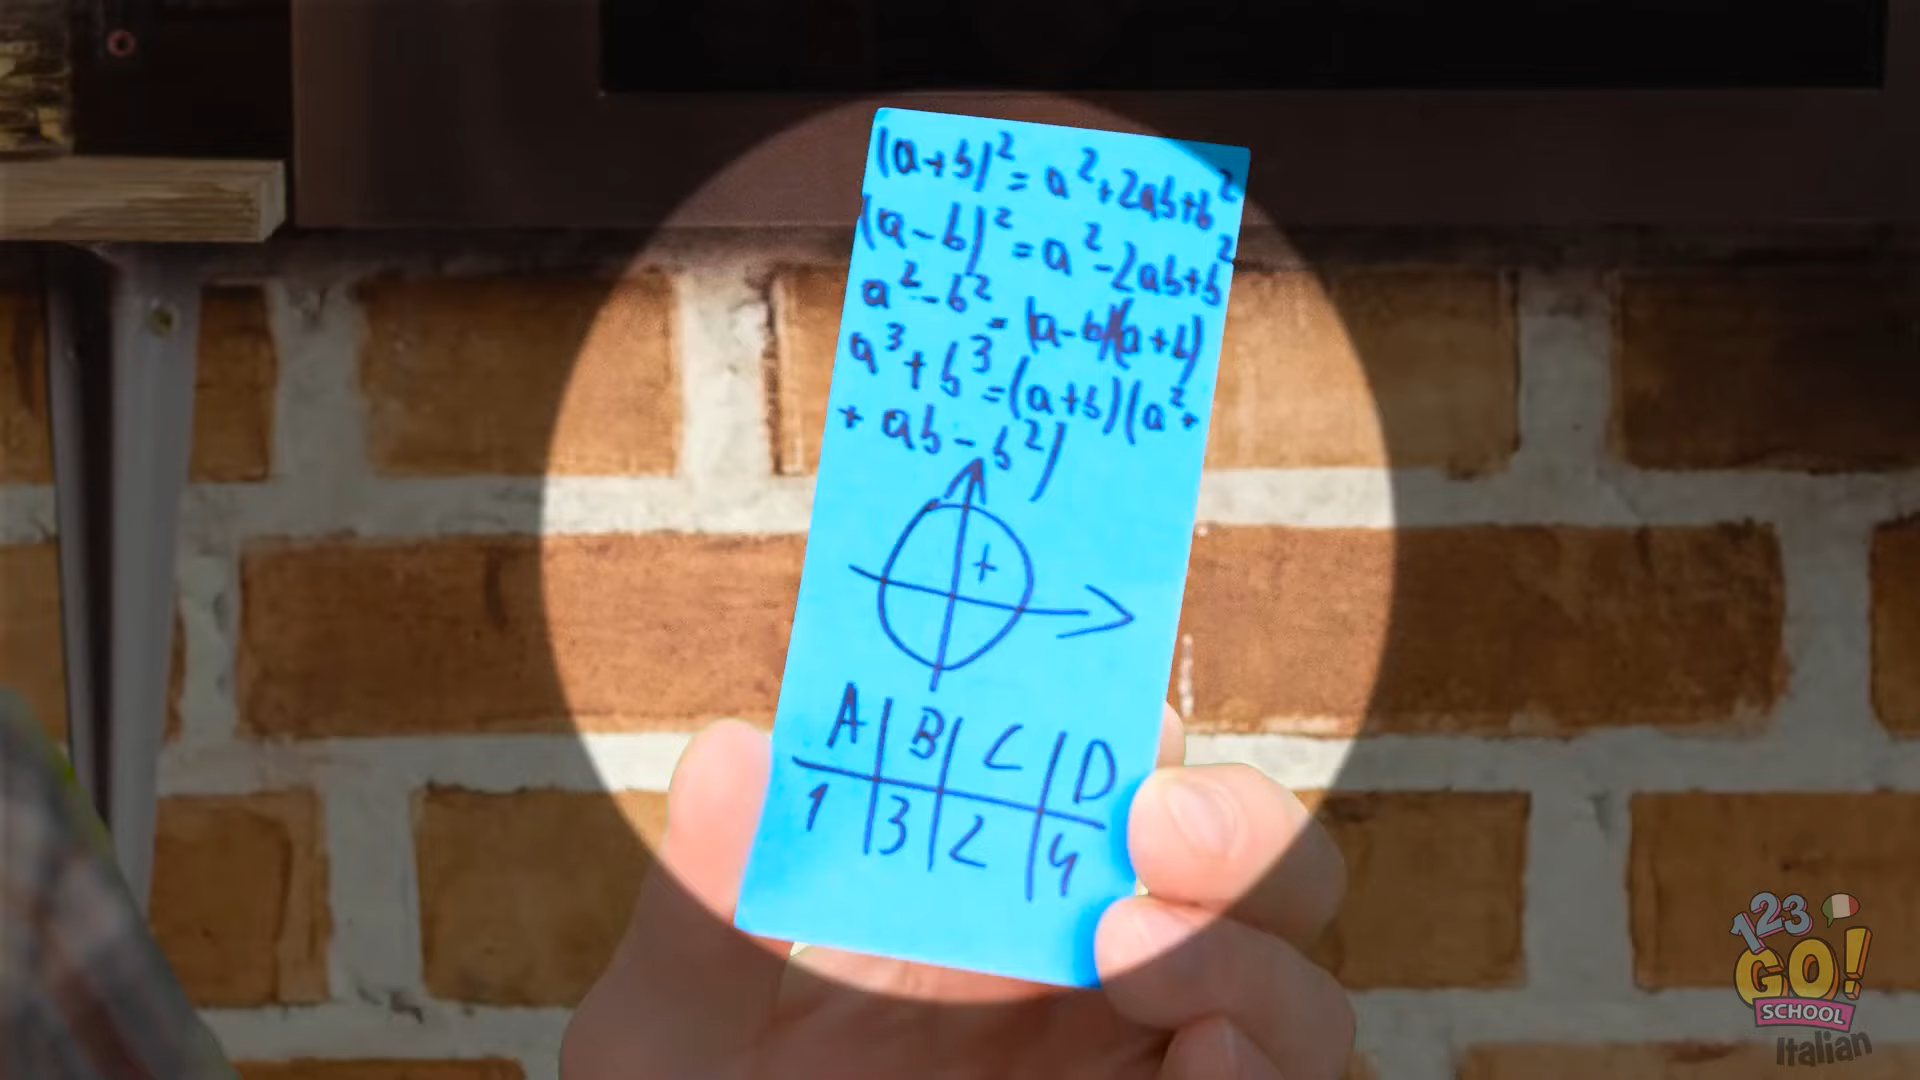 (a+b)²= a²+2ab+b²
(a-b)²=a²-2ab+b²
a²-b²=(a-b)(a+b)
a³+b³=(a+b)(a²+
+ab-b²)
+
A B C D
1 3 2 4
123
GO!
SCHOOL
Italian